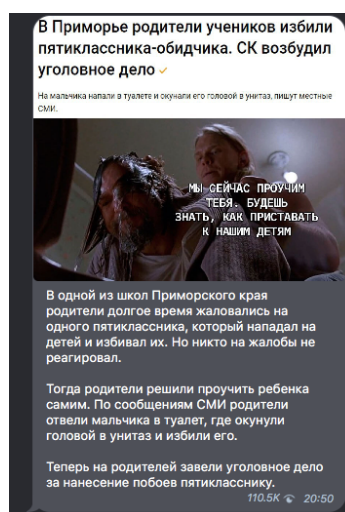 В Приморье родители учеников избили
пятиклассника-обидчика. СК возбудил
уголовное дело
На мальчика напали в туалете и окунали его головой в унитаз, пишут местные
СМИ.
МЫ СЕЙЧАС ПРОУЧИМ
ТЕБЯ. БУДЕШЬ
ЗНАТЬ, КАК ПРИСТАВАТЬ
К НАШИМ ДЕТЯМ
В одной из школ Приморского края
родители долгое время жаловались на
одного пятиклассника, который нападал на
детей и избивал их. Но никто на жалобы не
реагировал.
Тогда родители решили проучить ребенка
самим. По сообщениям СМИ родители
отвели мальчика в туалет, где окунули
головой в унитаз и избили его.
Теперь на родителей завели уголовное дело
за нанесение побоев пятикласснику.
110.5K 20:50